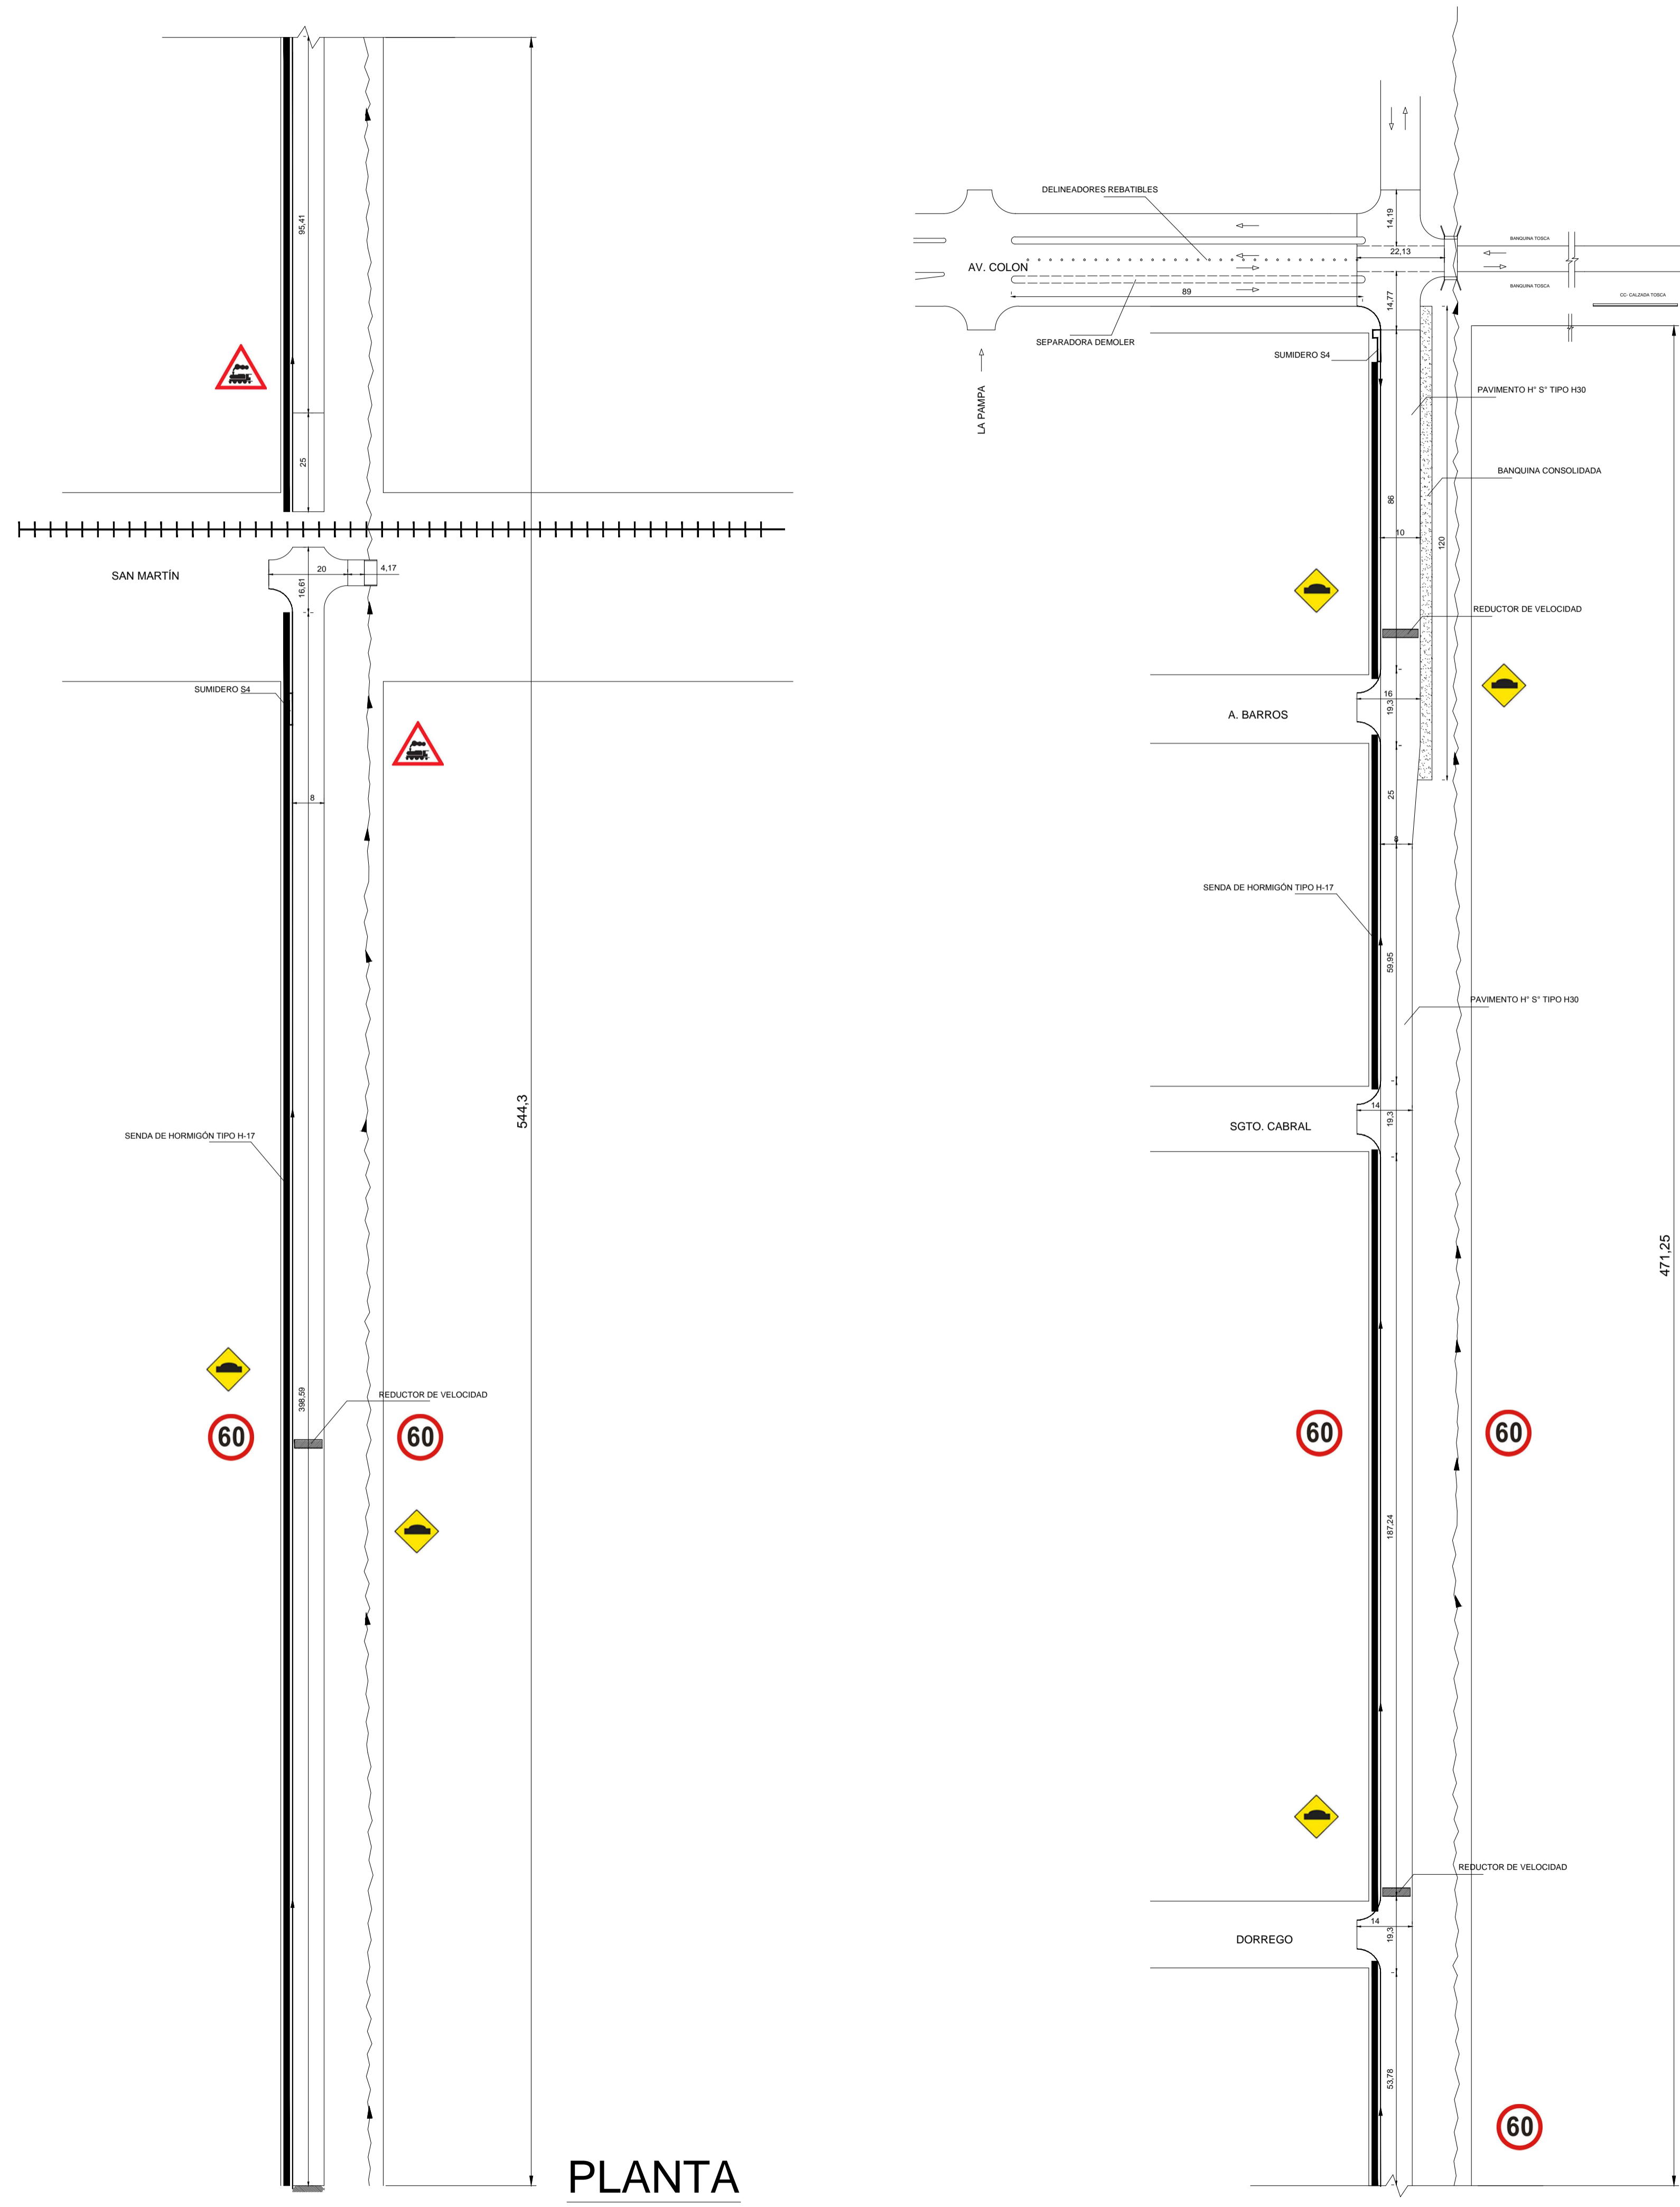 95,41
25
SAN MARTÍN
20
4,17
16,61
SUMIDERO S4
8
544,3
SENDA DE HORMIGÓN TIPO H-17
398,59
REDUCTOR DE VELOCIDAD
60
60
PLANTA
DELINEADORES REBATIBLES
14,19
BANQUINA TOSCA
22,13
AV. COLON
89
14,77
BANQUINA TOSCA
CC- CALZADA TOSCA
SEPARADORA DEMOLER
SUMIDERO S4
LA PAMPA
PAVIMENTO H° S° TIPO H30
BANQUINA CONSOLIDADA
86
10
120
REDUCTOR DE VELOCIDAD
16
19,3
A. BARROS
25
8
SENDA DE HORMIGÓN TIPO H-17
59,95
PAVIMENTO H° S° TIPO H30
14
19,3
SGTO. CABRAL
471,25
60
60
187,24
REDUCTOR DE VELOCIDAD
14
19,3
DORREGO
53,78
60